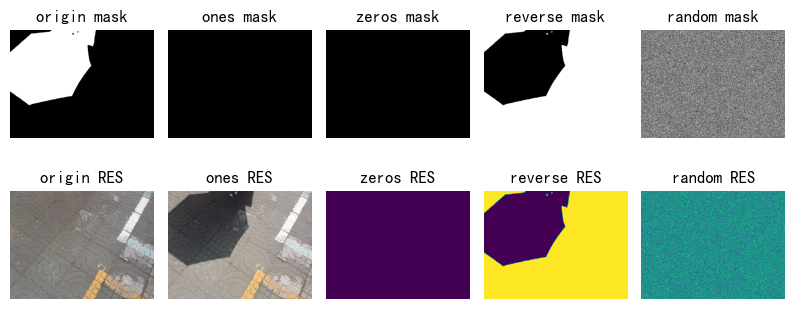 origin mask
ones mask
zeros mask
reverse mask
random mask
origin RES
ones RES
zeros RES
reverse RES
random RES